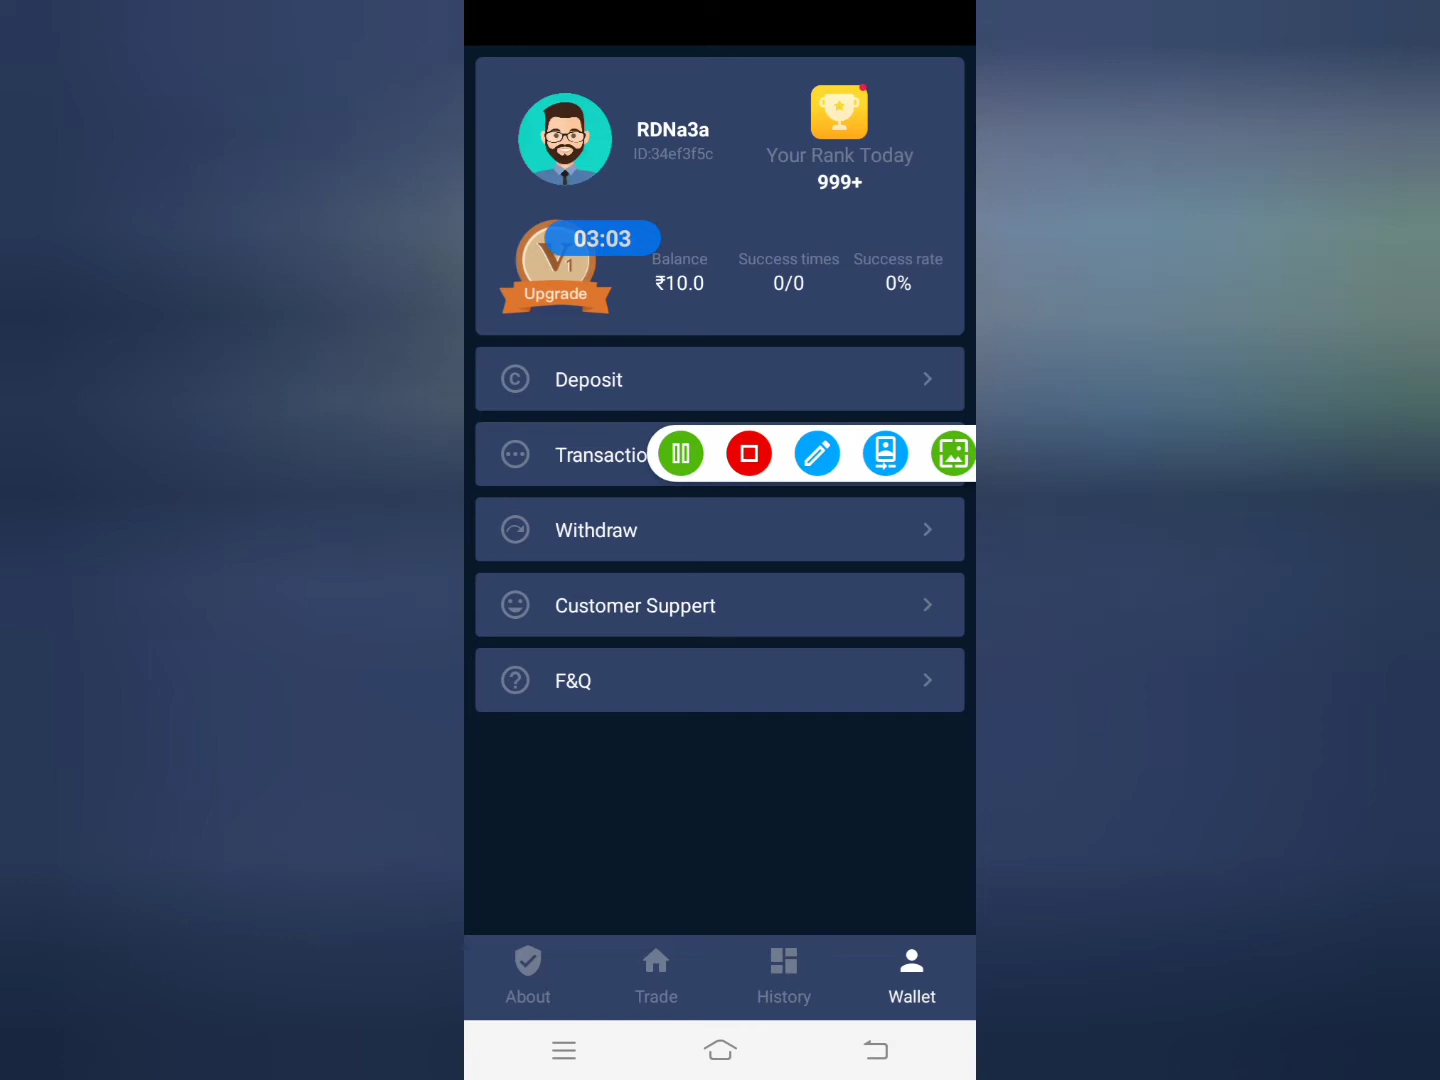 RDNa3a
ID:34ef3f5c
Your Rank Today
999+
03:03
V1
Upgrade
Balance
₹10.0
Success times
0/0
Success rate
0%
Deposit
Transactio
Withdraw
Customer Suppert
F&Q
About
Trade
History
Wallet